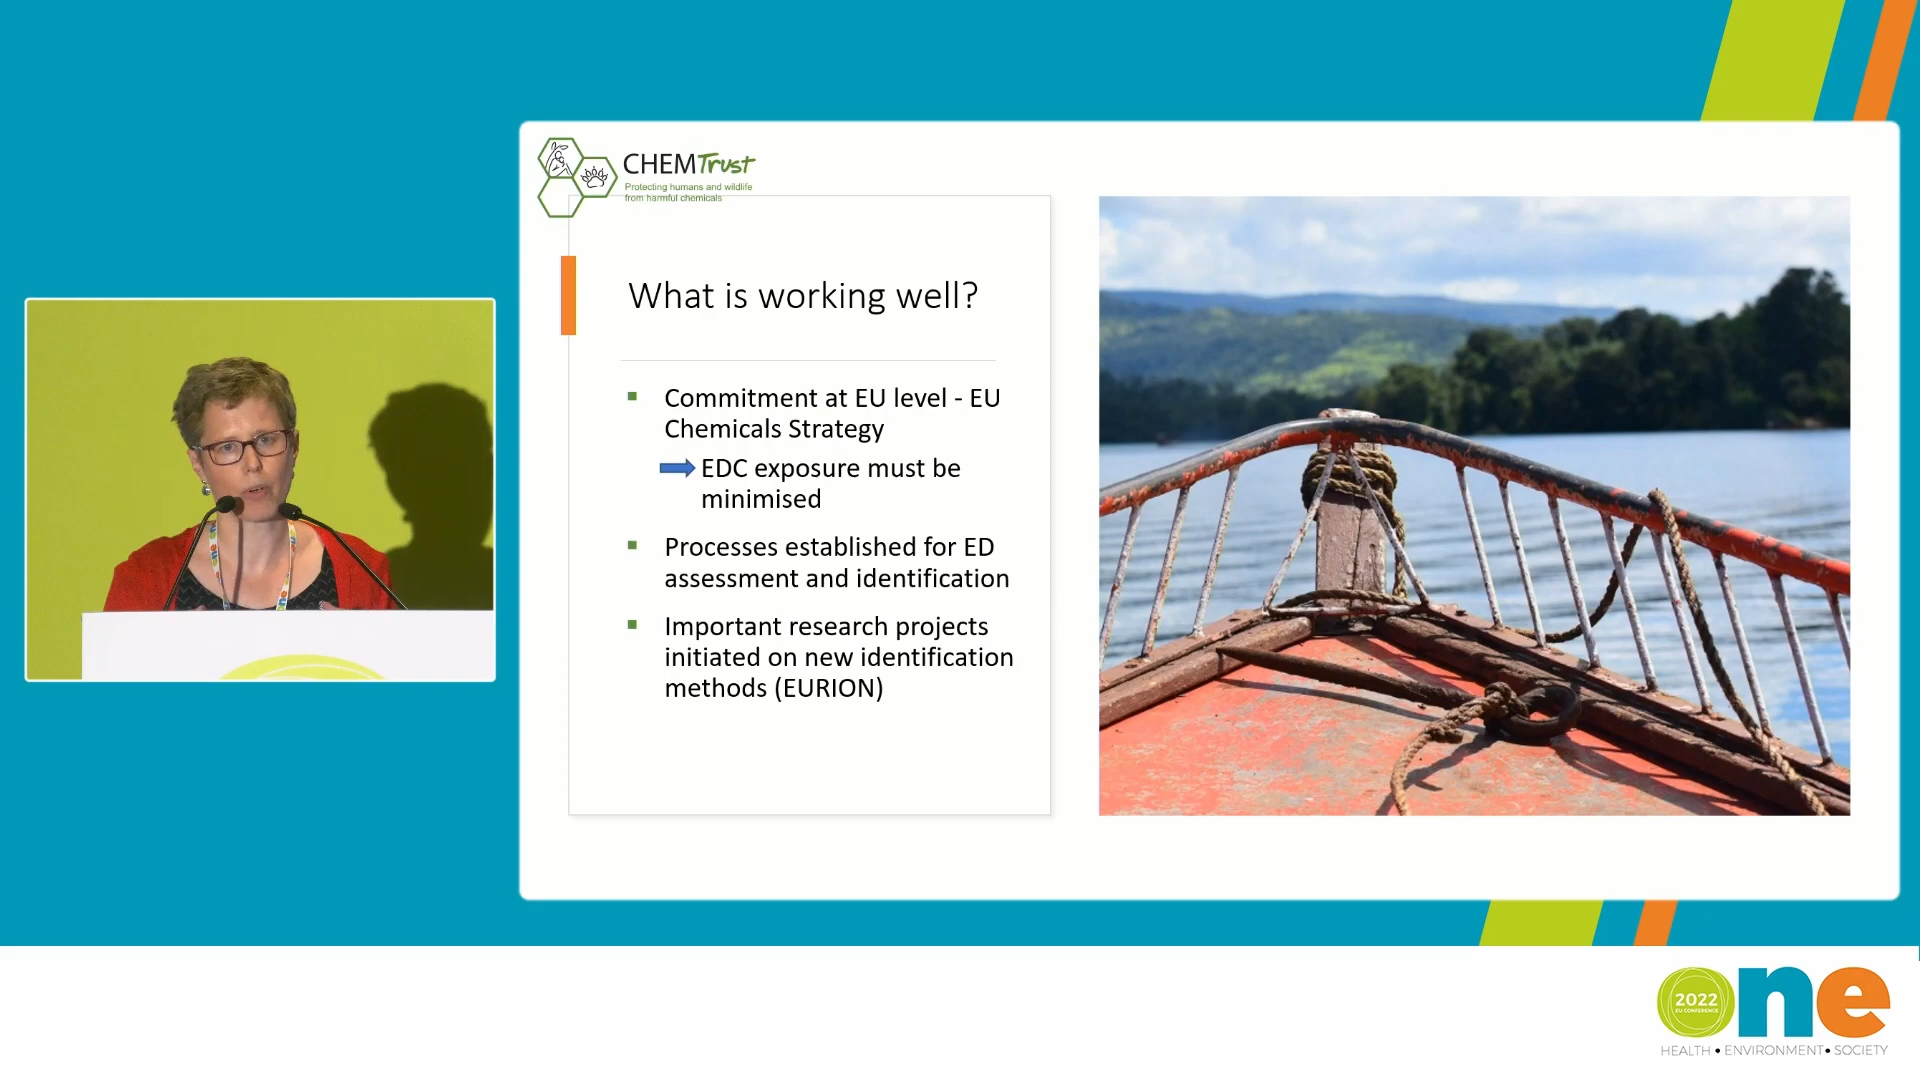 CHEMTrust
Protecting humans and wildlife
from harmful chemicals
What is working well?
Commitment at EU level - EU
Chemicals Strategy
EDC exposure must be
minimised
Processes established for ED
assessment and identification
Important research projects
initiated on new identification
methods (EURION)
2022
EU CONFERENCE
one
HEALTH • ENVIRONMENT • SOCIETY